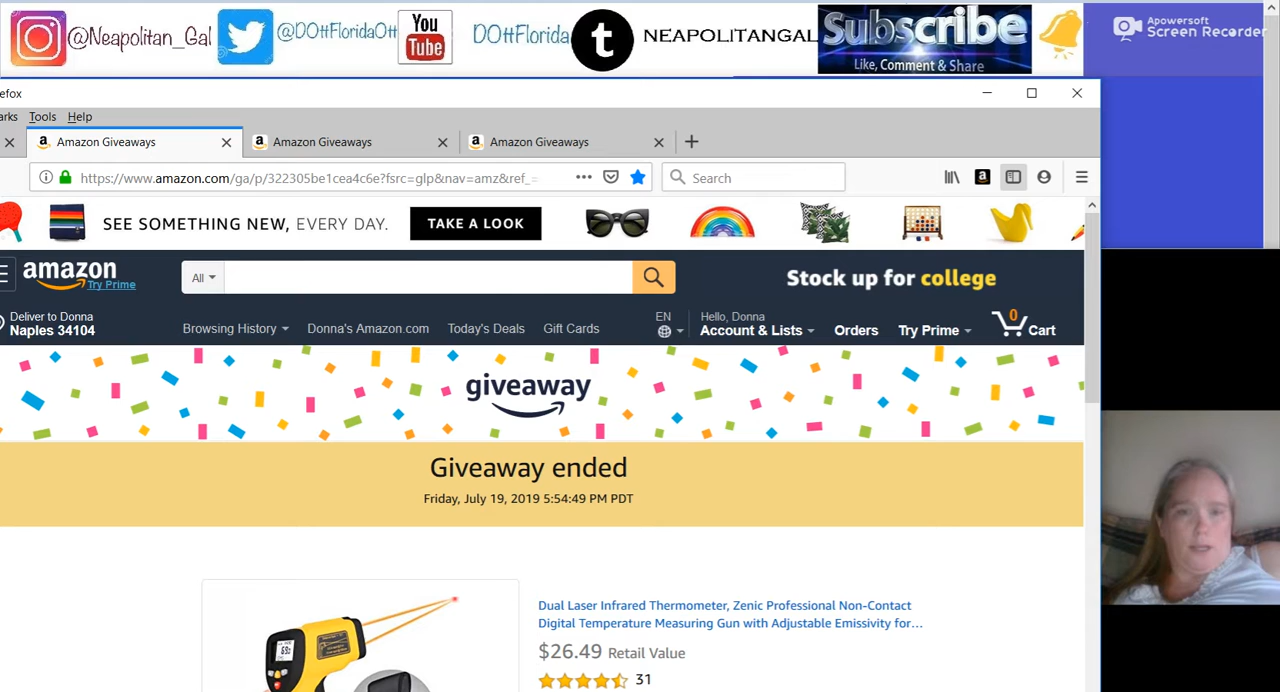 @Neapolitan_Gal
@DOttFloridaOtt
You
Tube
DOttFlorida
t
NEAPOLITANGAL
Subscribe
Like, Comment & Share
Apowersoft
Screen Recorder
efox
arks Tools Help
a Amazon Giveaways
a Amazon Giveaways
a Amazon Giveaways
https://www.amazon.com/ga/p/322305be1cea4c6e?fsrc=glp&nav=amz&ref_
Search
a
SEE SOMETHING NEW, EVERY DAY.
TAKE A LOOK
amazon
Try Prime
All
Stock up for college
Deliver to Donna
Naples 34104
Browsing History
Donna's Amazon.com
Today's Deals
Gift Cards
EN
Hello, Donna
Account & Lists
Orders
Try Prime
0
Cart
giveaway
Giveaway ended
Friday, July 19, 2019 5:54:49 PM PDT
Dual Laser Infrared Thermometer, Zenic Professional Non-Contact
Digital Temperature Measuring Gun with Adjustable Emissivity for…
$26.49 Retail Value
31